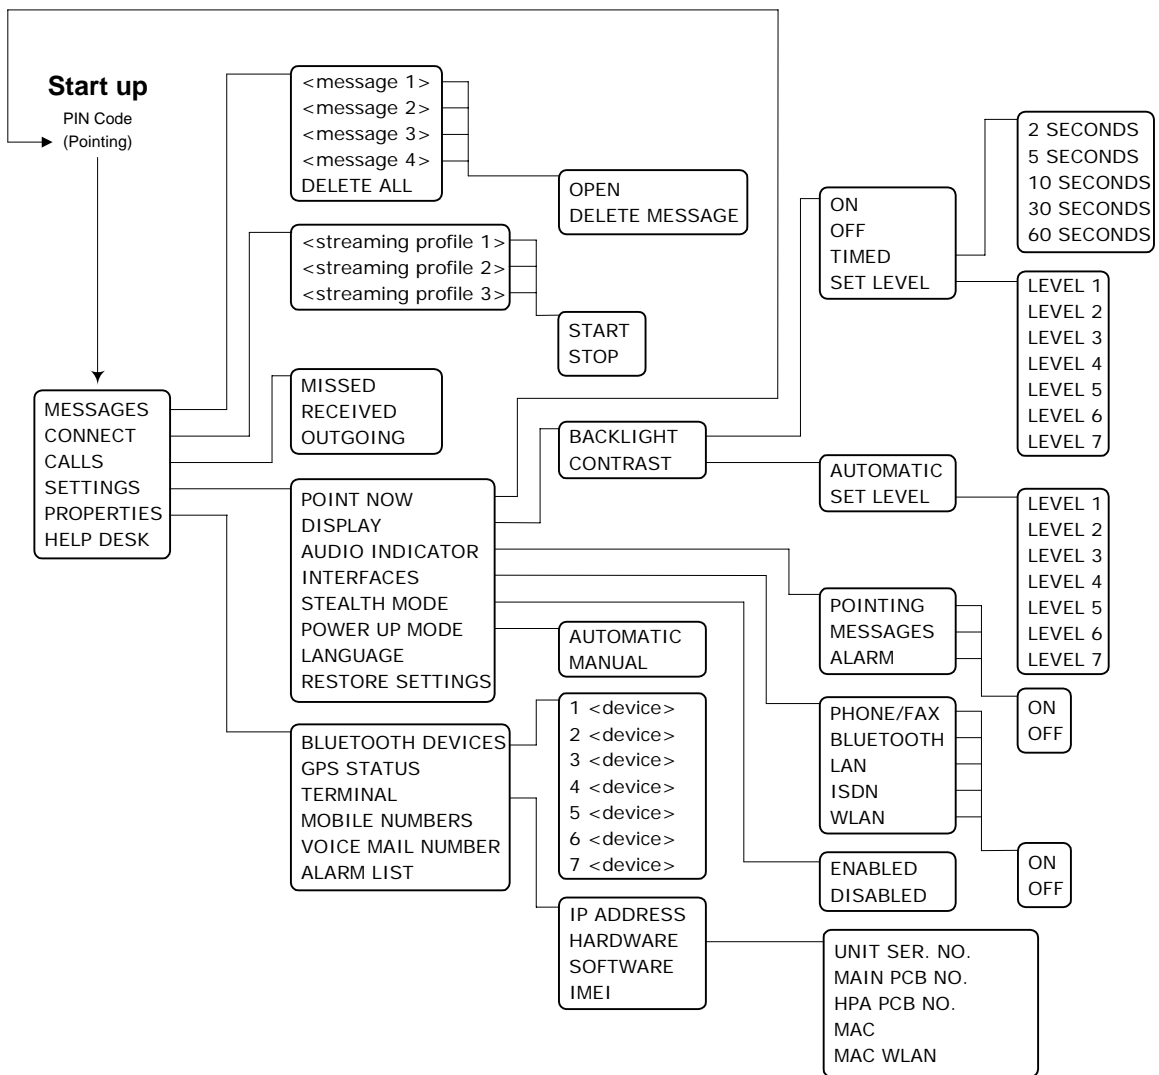 Start up
PIN Code
(Pointing)
MESSAGES
CONNECT
CALLS
SETTINGS
PROPERTIES
HELP DESK
<message 1>
<message 2>
<message 3>
<message 4>
DELETE ALL
OPEN
DELETE MESSAGE
<streaming profile 1>
<streaming profile 2>
<streaming profile 3>
START
STOP
MISSED
RECEIVED
OUTGOING
POINT NOW
DISPLAY
AUDIO INDICATOR
INTERFACES
STEALTH MODE
POWER UP MODE
LANGUAGE
RESTORE SETTINGS
BACKLIGHT
CONTRAST
ON
OFF
TIMED
SET LEVEL
2 SECONDS
5 SECONDS
10 SECONDS
30 SECONDS
60 SECONDS
LEVEL 1
LEVEL 2
LEVEL 3
LEVEL 4
LEVEL 5
LEVEL 6
LEVEL 7
AUTOMATIC
SET LEVEL
LEVEL 1
LEVEL 2
LEVEL 3
LEVEL 4
LEVEL 5
LEVEL 6
LEVEL 7
POINTING
MESSAGES
ALARM
ON
OFF
PHONE/FAX
BLUETOOTH
LAN
ISDN
WLAN
ON
OFF
ENABLED
DISABLED
AUTOMATIC
MANUAL
BLUETOOTH DEVICES
GPS STATUS
TERMINAL
MOBILE NUMBERS
VOICE MAIL NUMBER
ALARM LIST
1 <device>
2 <device>
3 <device>
4 <device>
5 <device>
6 <device>
7 <device>
IP ADDRESS
HARDWARE
SOFTWARE
IMEI
UNIT SER. NO.
MAIN PCB NO.
HPA PCB NO.
MAC
MAC WLAN